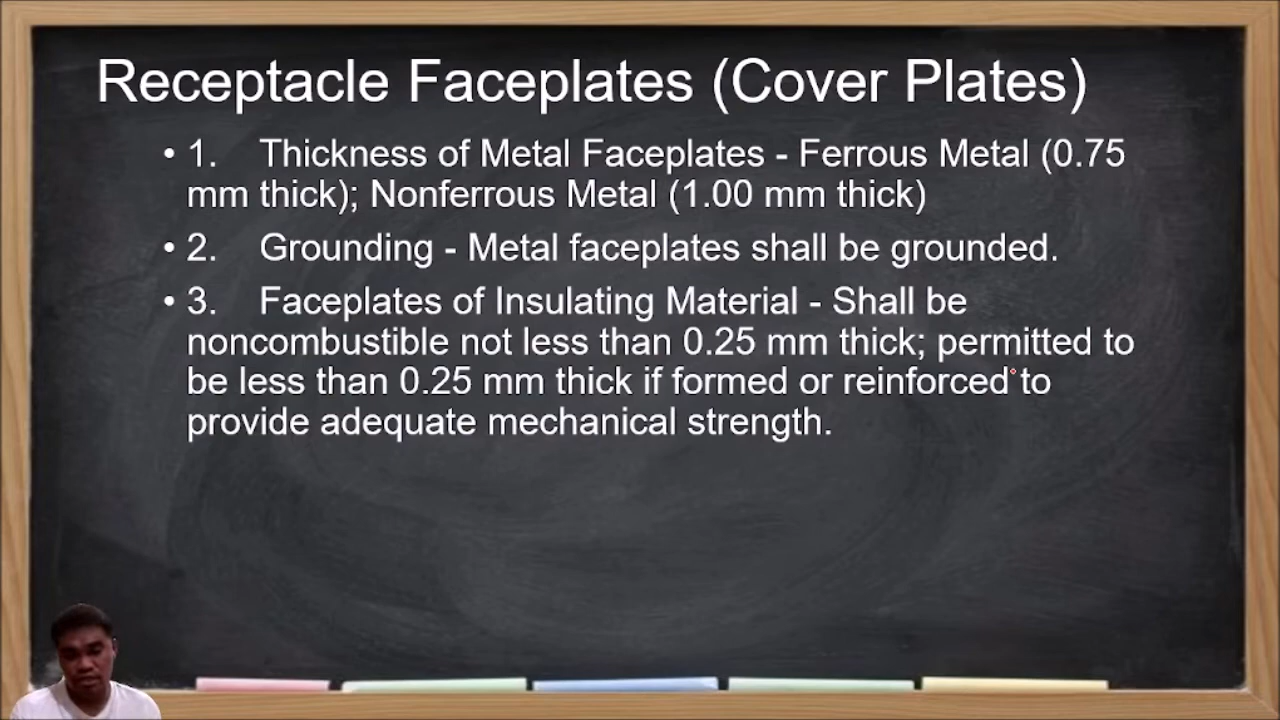 Receptacle Faceplates (Cover Plates)
• 1. Thickness of Metal Faceplates - Ferrous Metal (0.75
mm thick); Nonferrous Metal (1.00 mm thick)
• 2. Grounding - Metal faceplates shall be grounded.
• 3. Faceplates of Insulating Material - Shall be
noncombustible not less than 0.25 mm thick; permitted to
be less than 0.25 mm thick if formed or reinforced to
provide adequate mechanical strength.